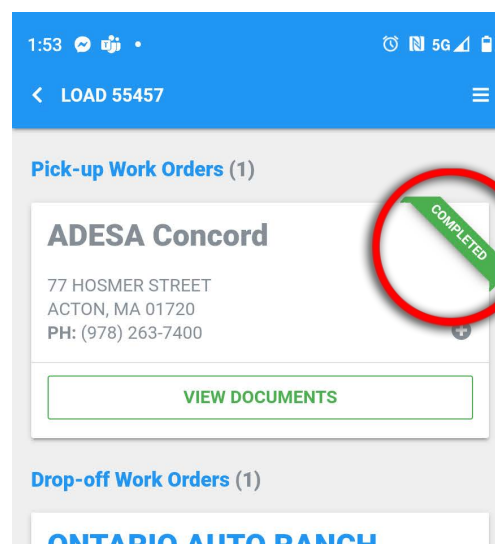 1:53 5G
LOAD 55457
Pick-up Work Orders (1)
COMPLETED
ADESA Concord
77 HOSMER STREET
ACTON, MA 01720
PH: (978) 263-7400
VIEW DOCUMENTS
Drop-off Work Orders (1)
ONTARIO AUTO RANCH